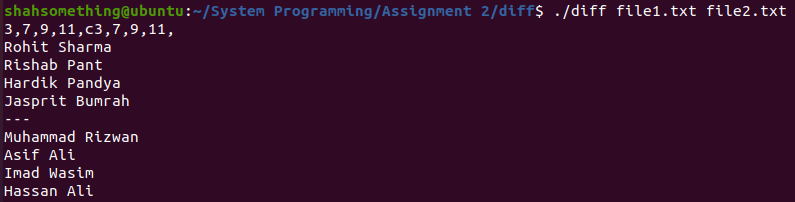 shahsomething@ubuntu:~/System Programming/Assignment 2/diff$ ./diff file1.txt file2.txt
3,7,9,11,c3,7,9,11,
Rohit Sharma
Rishab Pant
Hardik Pandya
Jasprit Bumrah
---
Muhammad Rizwan
Asif Ali
Imad Wasim
Hassan Ali